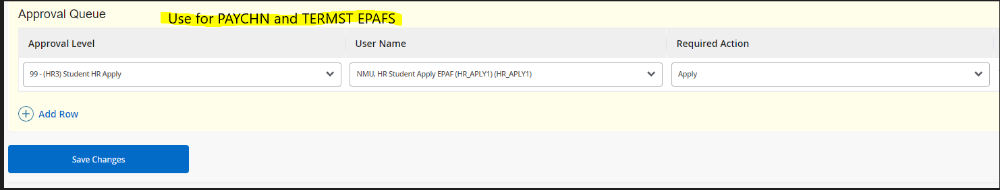 Approval Queue
Use for PAYCHN and TERMST EPAFS
Approval Level
User Name
Required Action
99 - (HR3) Student HR Apply
NMU, HR Student Apply EPAF (HR_APLY1) (HR_APLY1)
Apply
Add Row
Save Changes